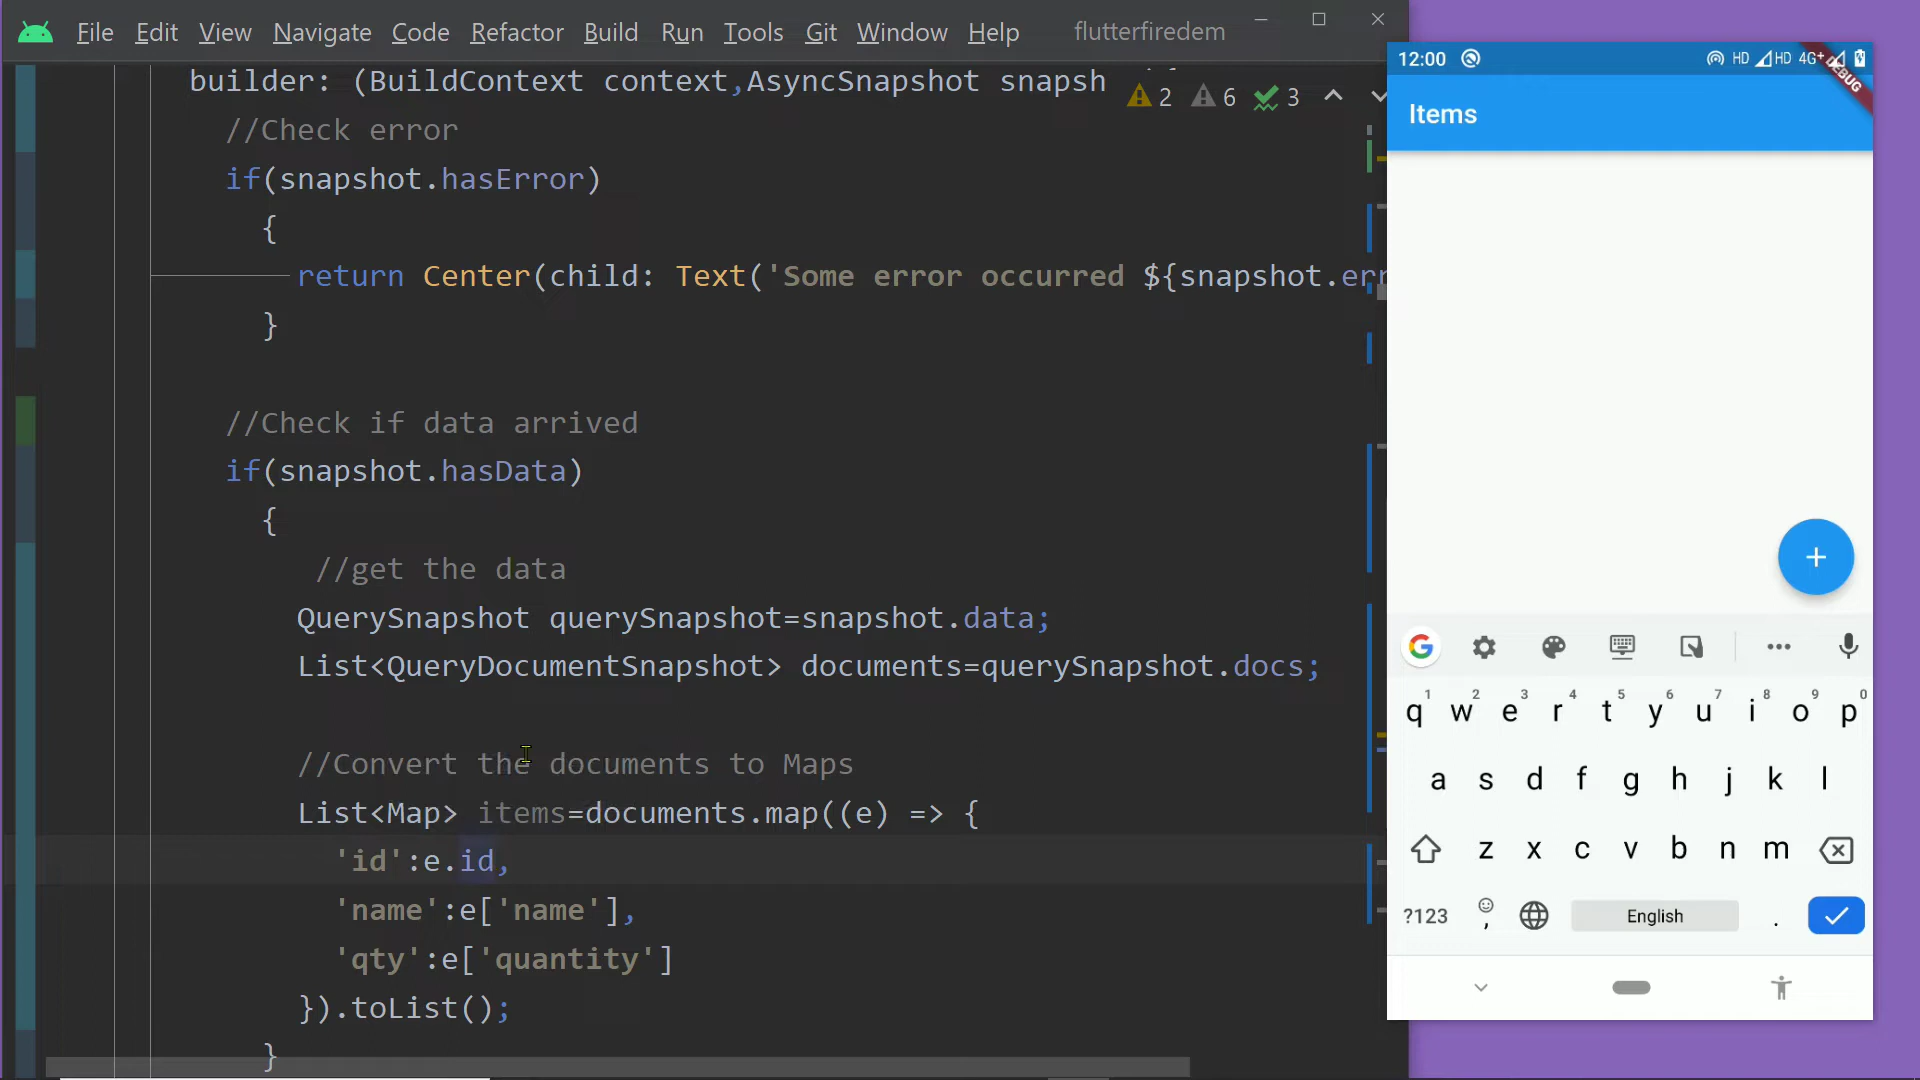 File Edit View Navigate Code Refactor Build Run Tools Git Window Help flutterfiredem
builder: (BuildContext context,AsyncSnapshot snapsh
2 6 3
//Check error
if(snapshot.hasError)
{
return Center(child: Text('Some error occurred ${snapshot.err
}
//Check if data arrived
if(snapshot.hasData)
{
//get the data
QuerySnapshot querySnapshot=snapshot.data;
List<QueryDocumentSnapshot> documents=querySnapshot.docs;
//Convert the documents to Maps
List<Map> items=documents.map((e) => {
'id':e.id,
'name':e['name'],
'qty':e['quantity']
}).toList();
}
12:00 HD HD 4G+
DEBUG
Items
+
G
1 2 3 4 5 6 7 8 9 0
q w e r t y u i o p
a s d f g h j k l
z x c v b n m
?123 , English .